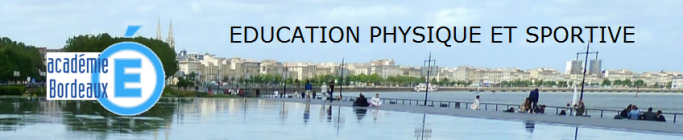 EDUCATION PHYSIQUE ET SPORTIVE
académie
Bordeaux
É